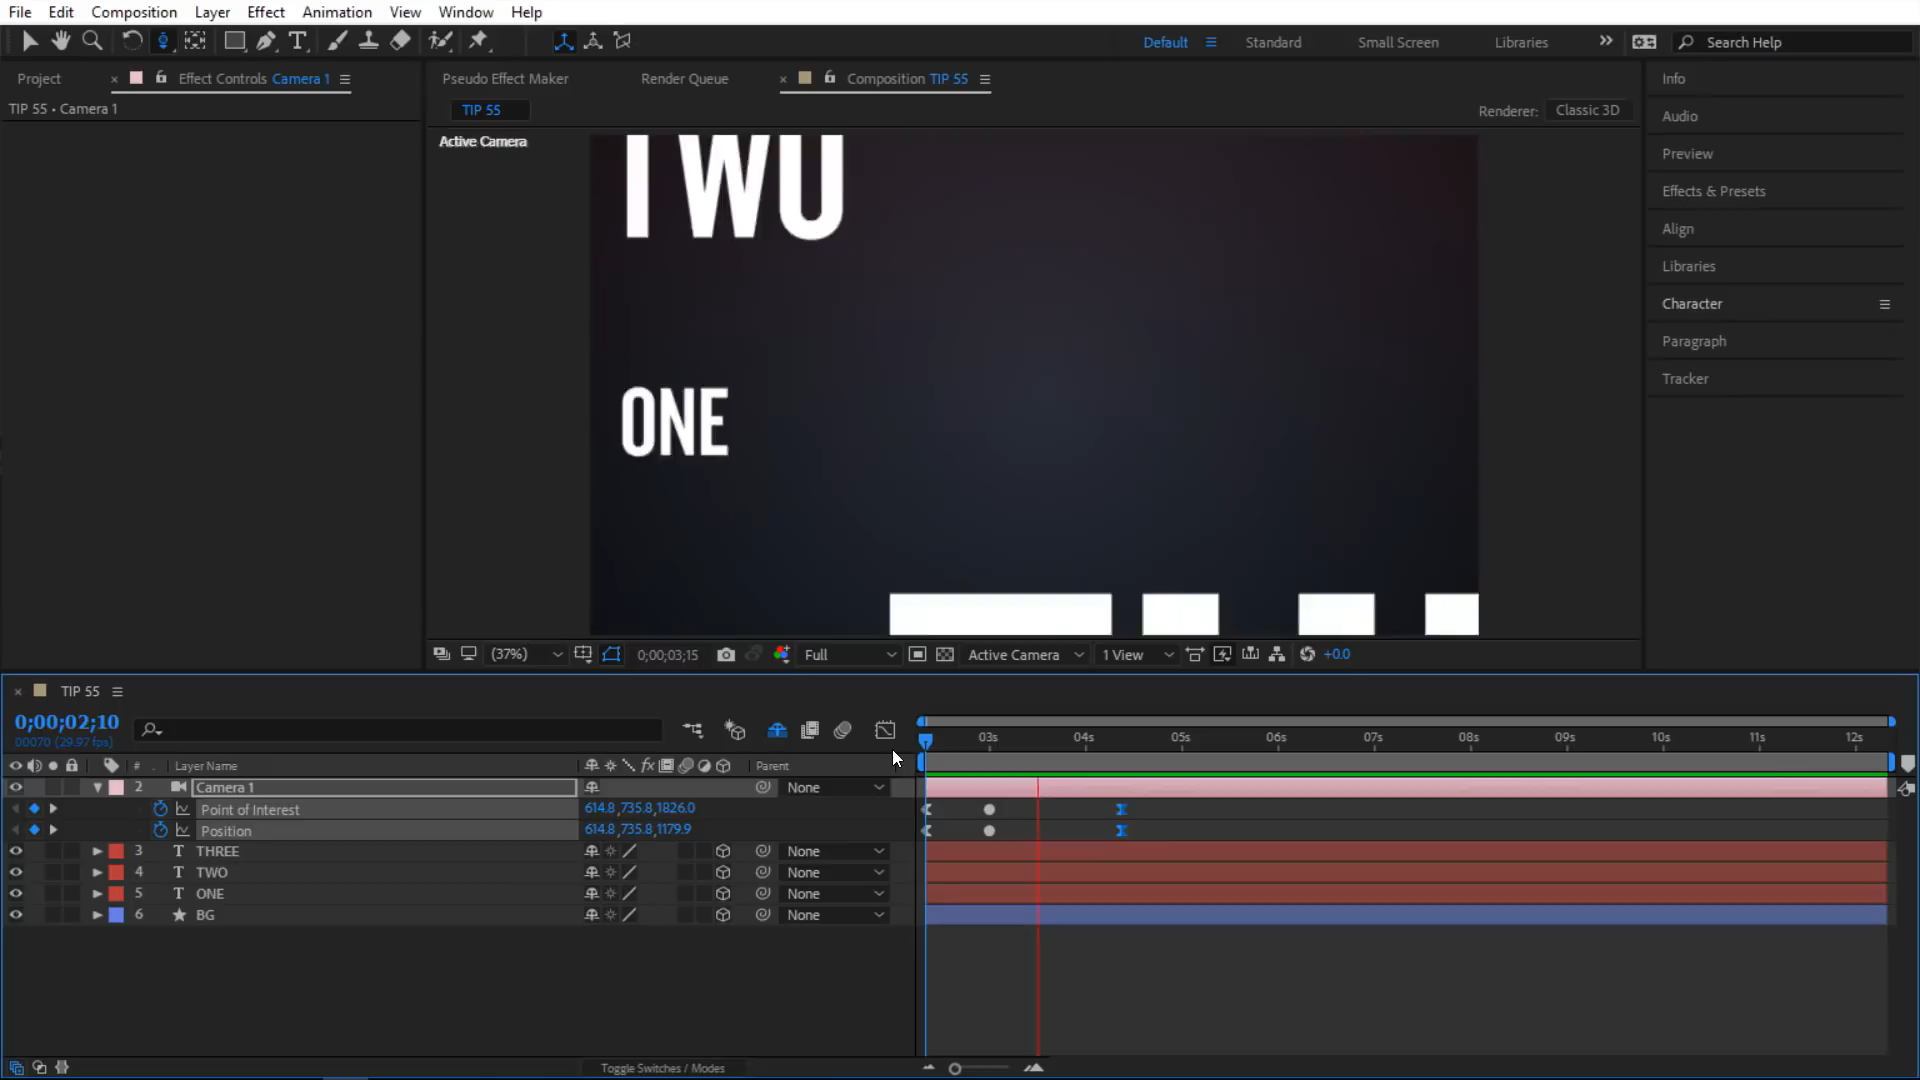 File Edit Composition Layer Effect Animation View Window Help
Default Standard Small Screen Libraries Search Help
Project Effect Controls Camera 1
TIP 55 • Camera 1
Pseudo Effect Maker Render Queue Composition TIP 55
TIP 55
Renderer: Classic 3D
Active Camera
TWO
ONE
(37%) 0;00;03;15 Full Active Camera 1 View +0.0
Info
Audio
Preview
Effects & Presets
Align
Libraries
Character
Paragraph
Tracker
TIP 55
0;00;02;10
00070 (29.97 fps)
03s 04s 05s 06s 07s 08s 09s 10s 11s 12s
# Layer Name fx Parent
2 Camera 1 None
Point of Interest 614.8,735.8,1826.0
Position 614.8,735.8,1179.9
3 T THREE None
4 T TWO None
5 T ONE None
6 BG None
Toggle Switches / Modes